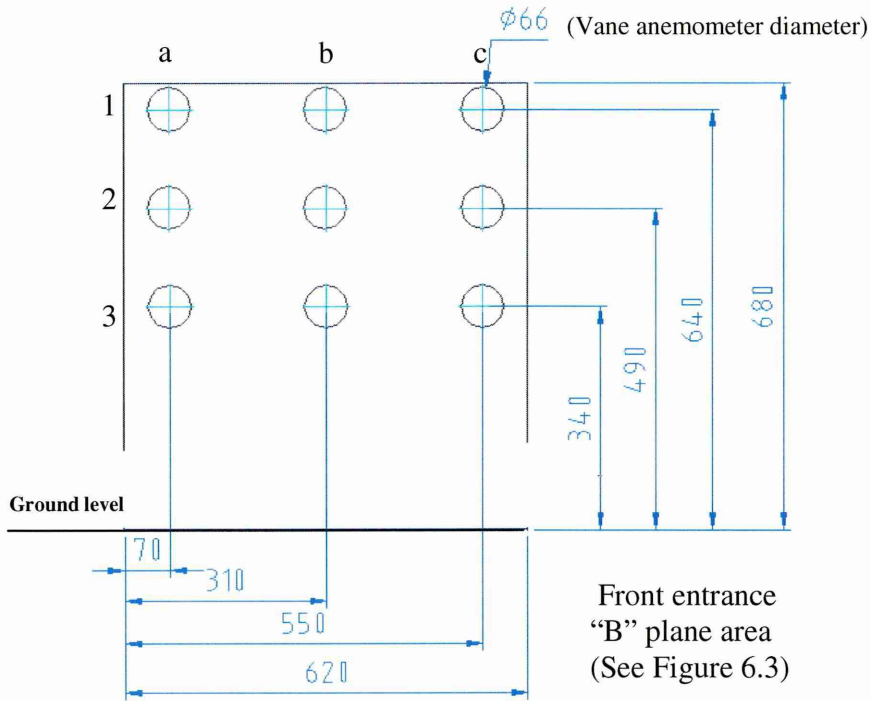 Φ66 (Vane anemometer diameter)
a b c
1
2
3
340
490
640
680
Ground level
70
310
550
620
Front entrance
“B” plane area
(See Figure 6.3)